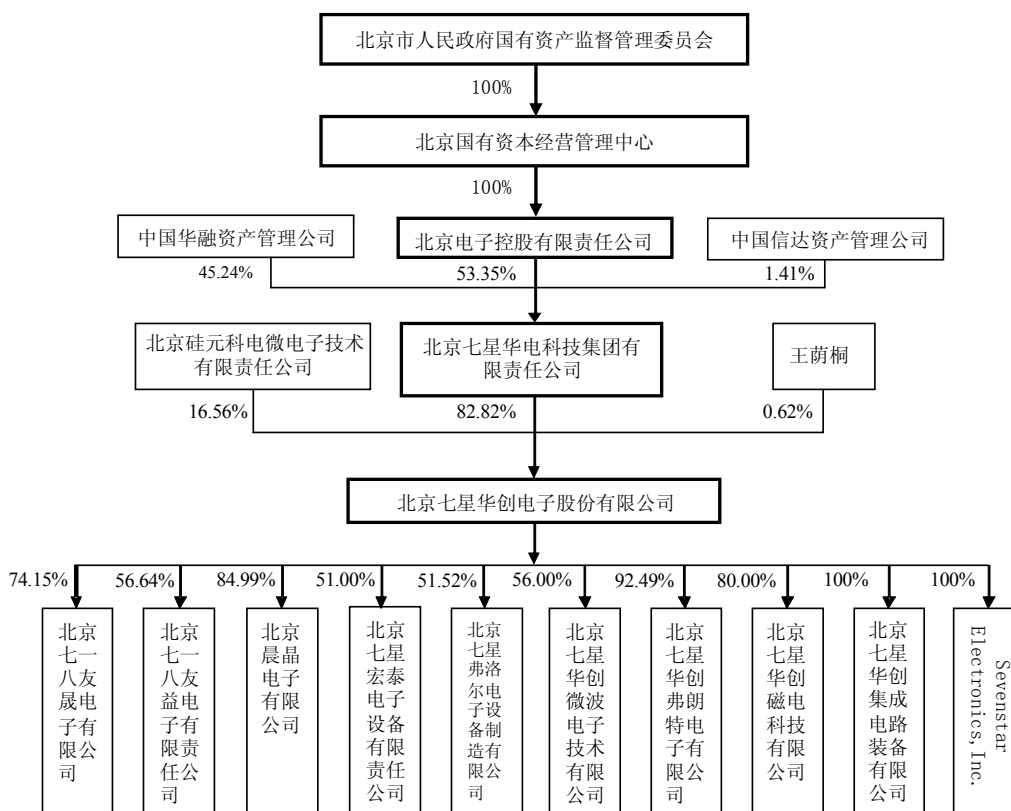 北京市人民政府国有资产监督管理委员会
100%
北京国有资本经营管理中心
100%
中国华融资产管理公司
北京电子控股有限责任公司
中国信达资产管理公司
45.24%
53.35%
1.41%
北京硅元科电微电子技术
有限责任公司
北京七星华电科技集团有
限责任公司
王荫桐
16.56%
82.82%
0.62%
北京七星华创电子股份有限公司
74.15%
56.64%
84.99%
51.00%
51.52%
56.00%
92.49%
80.00%
100%
100%
北京
七一
八友
晟电
子有
限公
司
北京
七一
八友
益电
子有
限责
任公
司
北京
晨晶
电子
有限
公司
北京
七星
宏泰
电子
设备
有限
责任
公司
北京
七星
弗洛
尔电
子设
备制
造有
限公
司
北京
七星
华创
微波
电子
技术
有限
公司
北京
七星
华创
弗朗
特电
子有
限公
司
北京
七星
华创
磁电
科技
有限
公司
北京
七星
华创
集成
电路
装备
有限
公司
Sevenstar
Electronics,Inc.